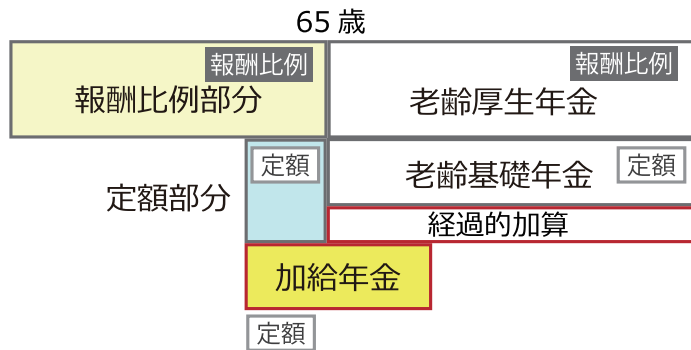 65 歳
報酬比例
報酬比例部分
報酬比例
老齢厚生年金
定額
定額部分
老齢基礎年金
定額
経過的加算
加給年金
定額